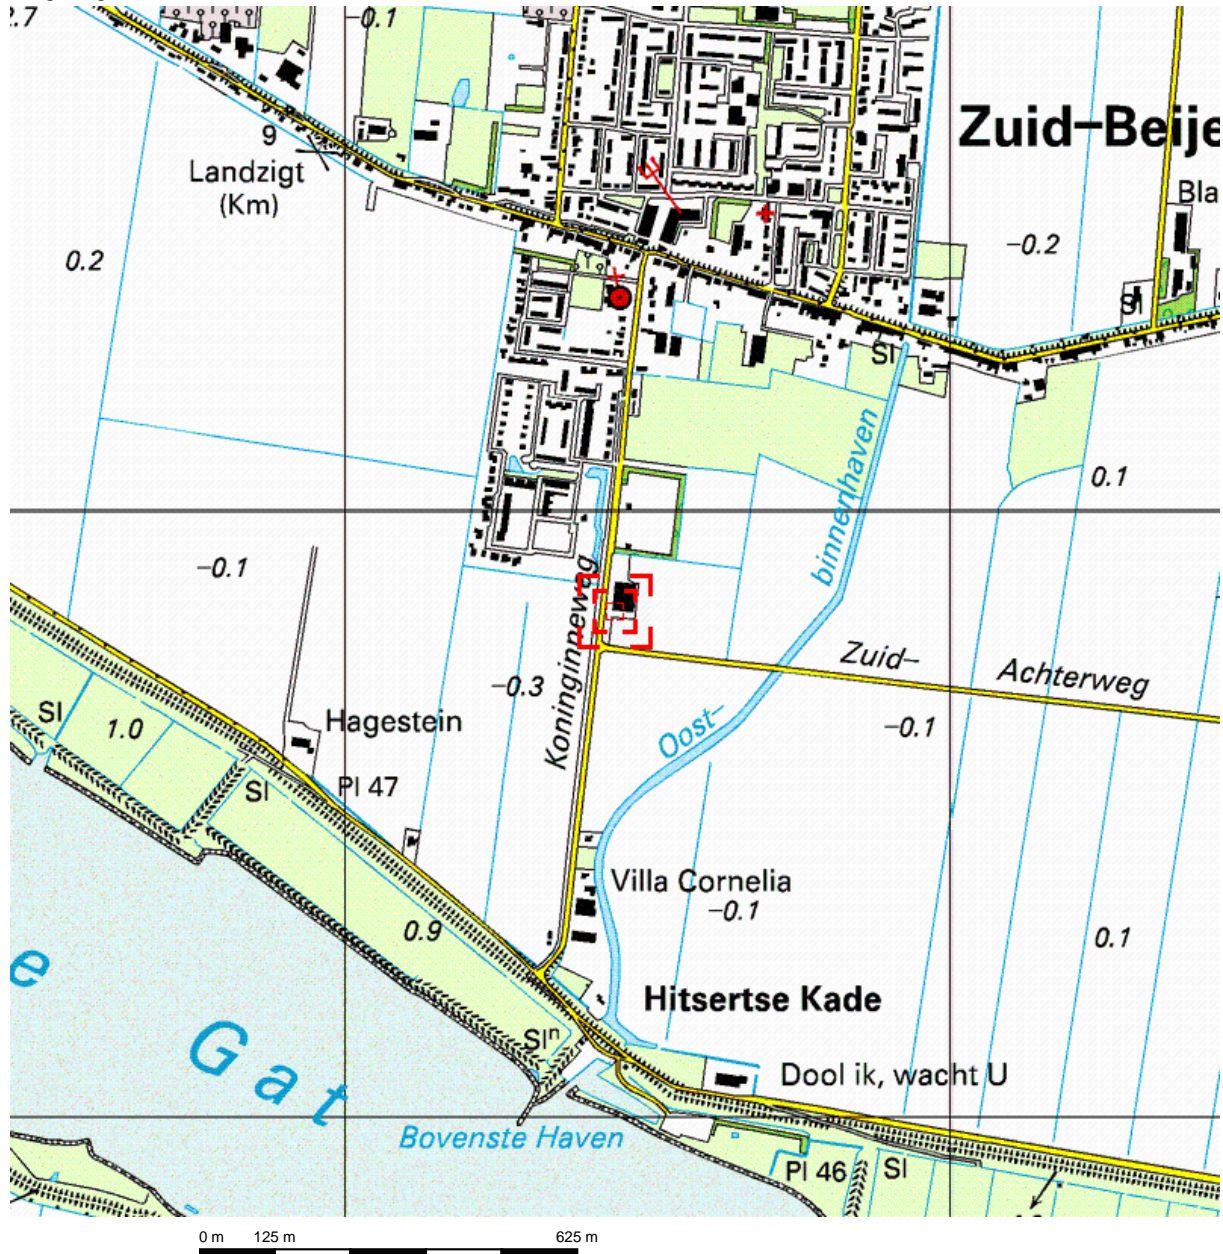 -0.1
9
Landzigt
(Km)
Zuid-Beije
Bla
0.2
-0.2
Sl
Sl
binnenhaven
0.1
-0.1
Koninginneweg
Zuid-
Achterweg
-0.3
Oost-
-0.1
Sl
1.0
Hagestein
Pl 47
Sl
Villa Cornelia
-0.1
0.9
0.1
e
Gat
Hitsertse Kade
Slⁿ
Dool ik, wacht U
Bovenste Haven
Pl 46
Sl
0 m 125 m 625 m